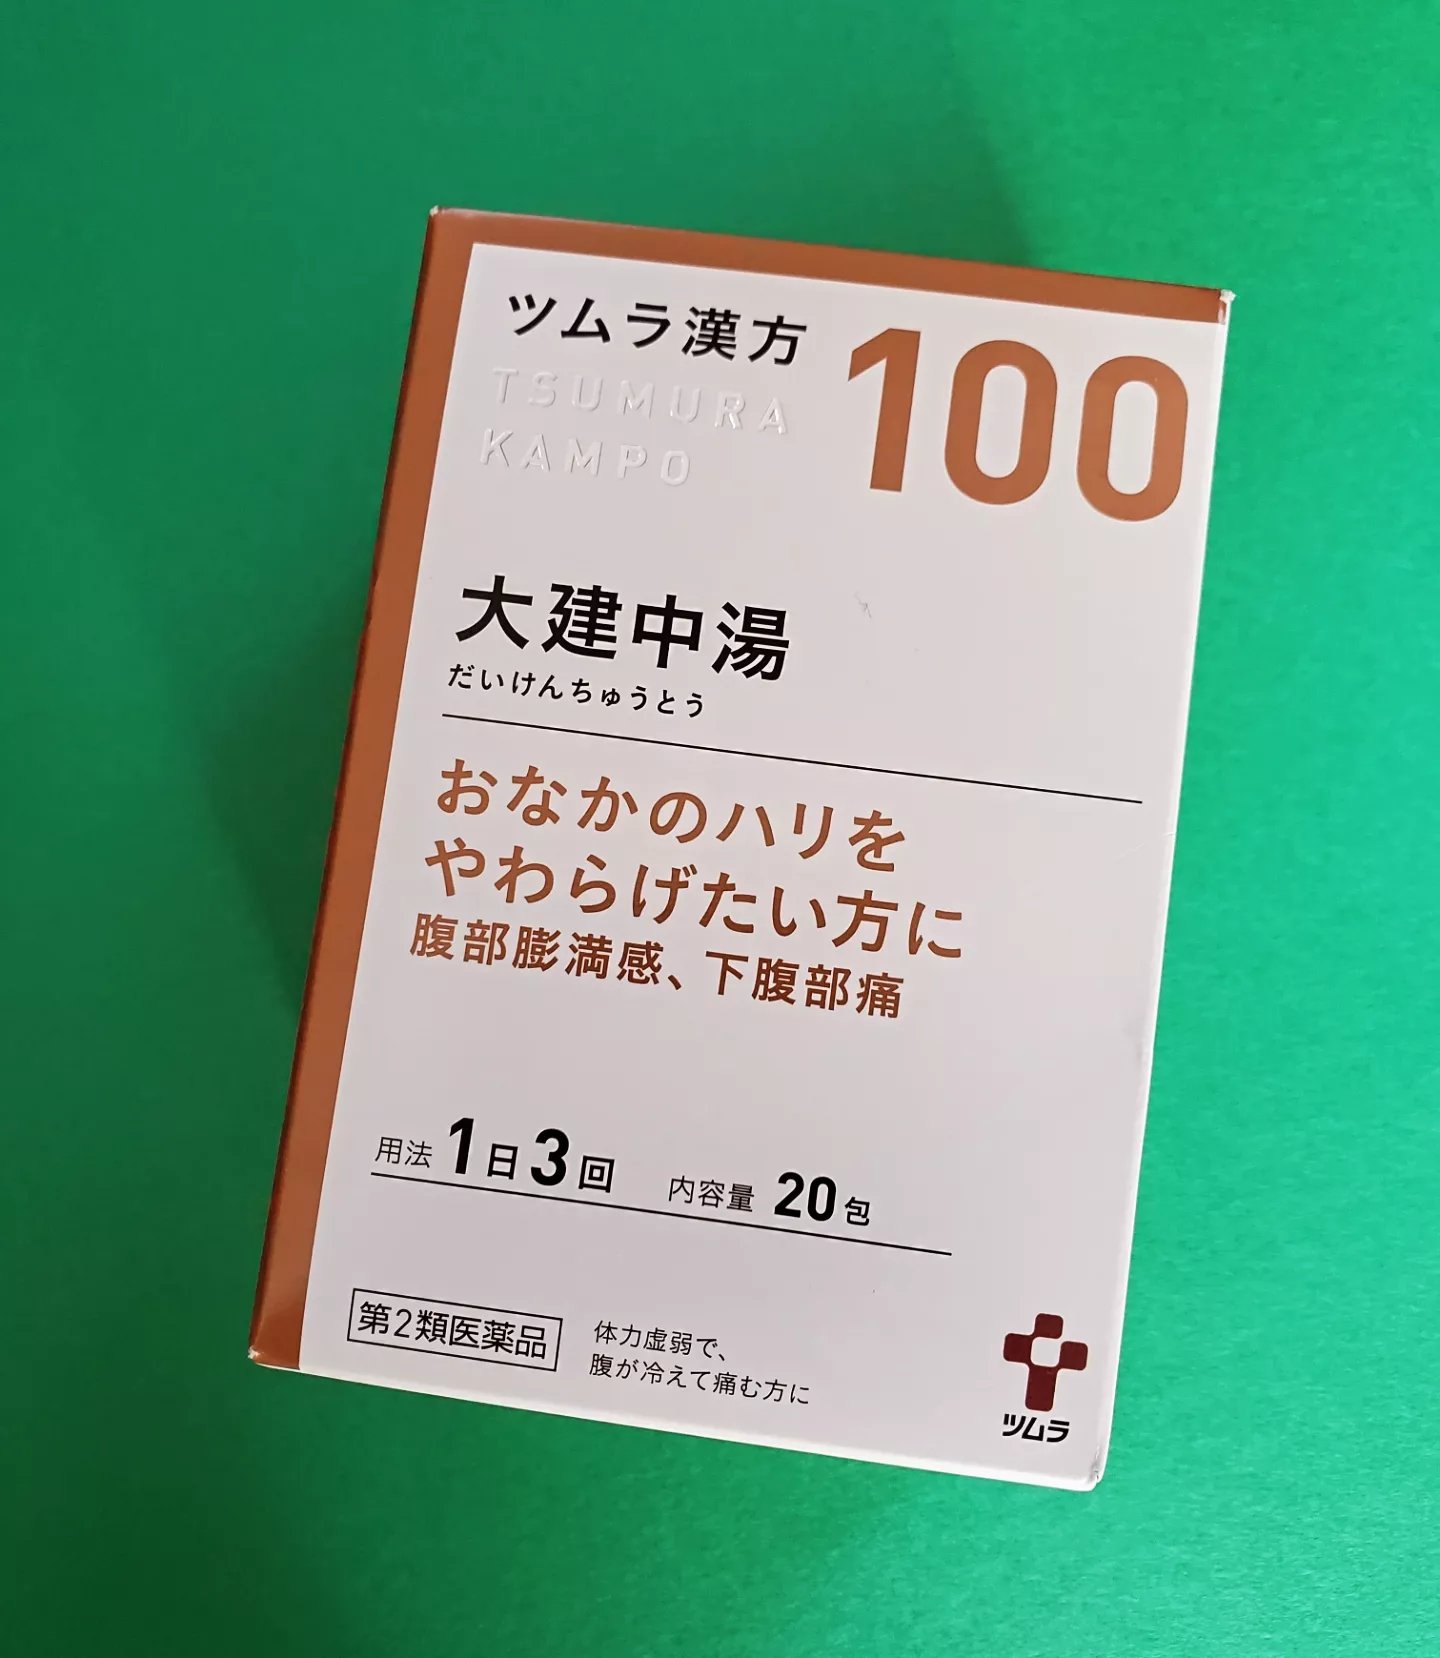 ツムラ漢方 100
TSUMURA
KAMPO
大建中湯
だいけんちゅうとう
おなかのハリを
やわらげたい方に
腹部膨満感、下腹部痛
用法 1日3回 内容量 20包
第2類医薬品
体力虚弱で、
腹が冷えて痛む方に
ツムラ